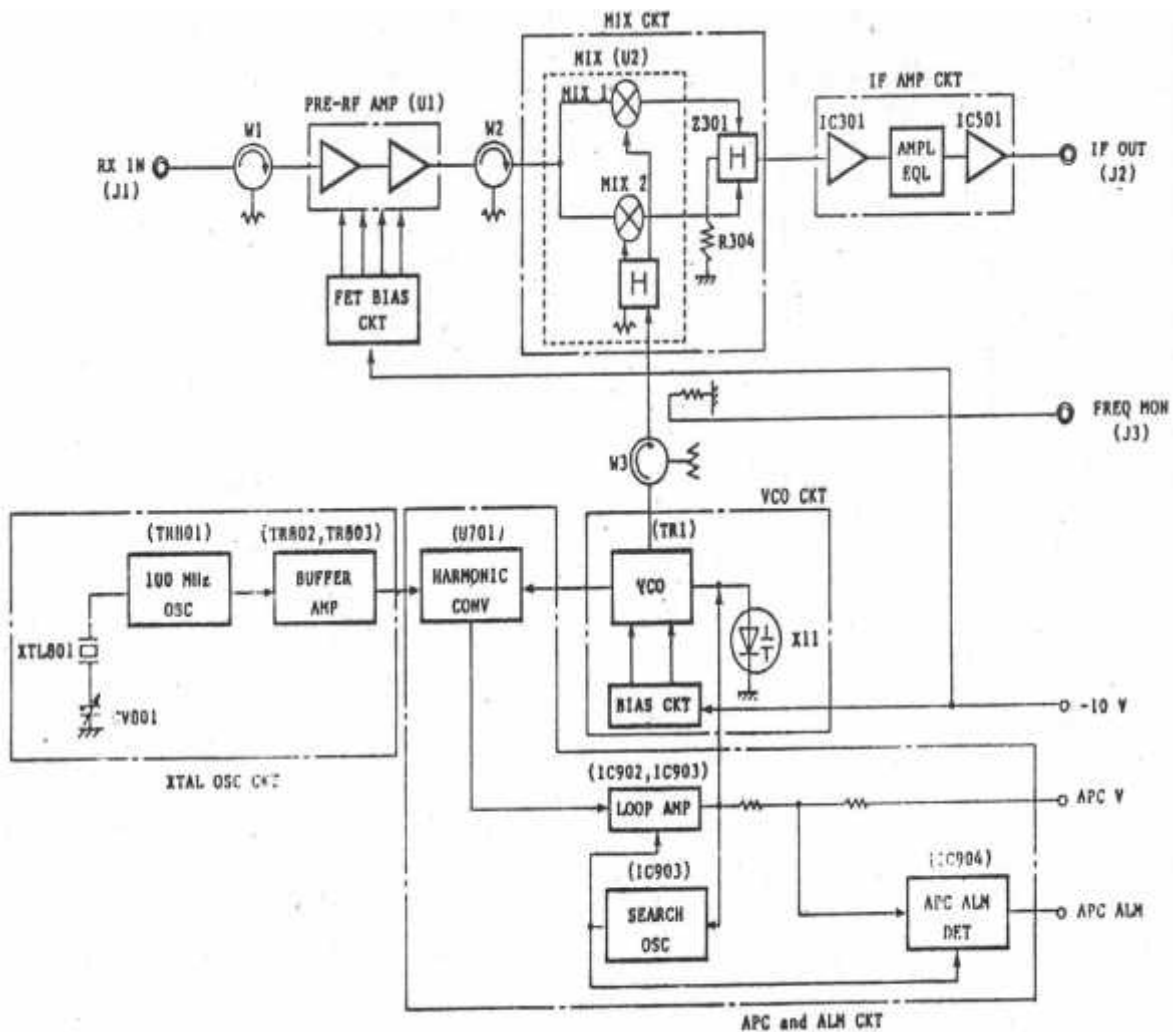 MIX CKT
MIX (U2)
IF AMP CKT
PRE-RF AMP (U1)
MIX 1
Z301
IC301
IC501
W1
W2
H
AMPL
EQL
RX IN
(J1)
IF OUT
(J2)
MIX 2
R304
H
FET BIAS
CKT
FREQ MON
(J3)
W3
VCO CKT
(TR801)
(TR802,TR803)
(U701)
(TR1)
100 MHz
OSC
BUFFER
AMP
HARMONIC
CONV
VCO
X11
XTL801
BIAS CKT
-10 V
XTAL OSC CKT
(IC902,IC903)
LOOP AMP
APC V
(IC903)
(IC904)
SEARCH
OSC
APC ALM
DET
APC ALM
APC and ALM CKT